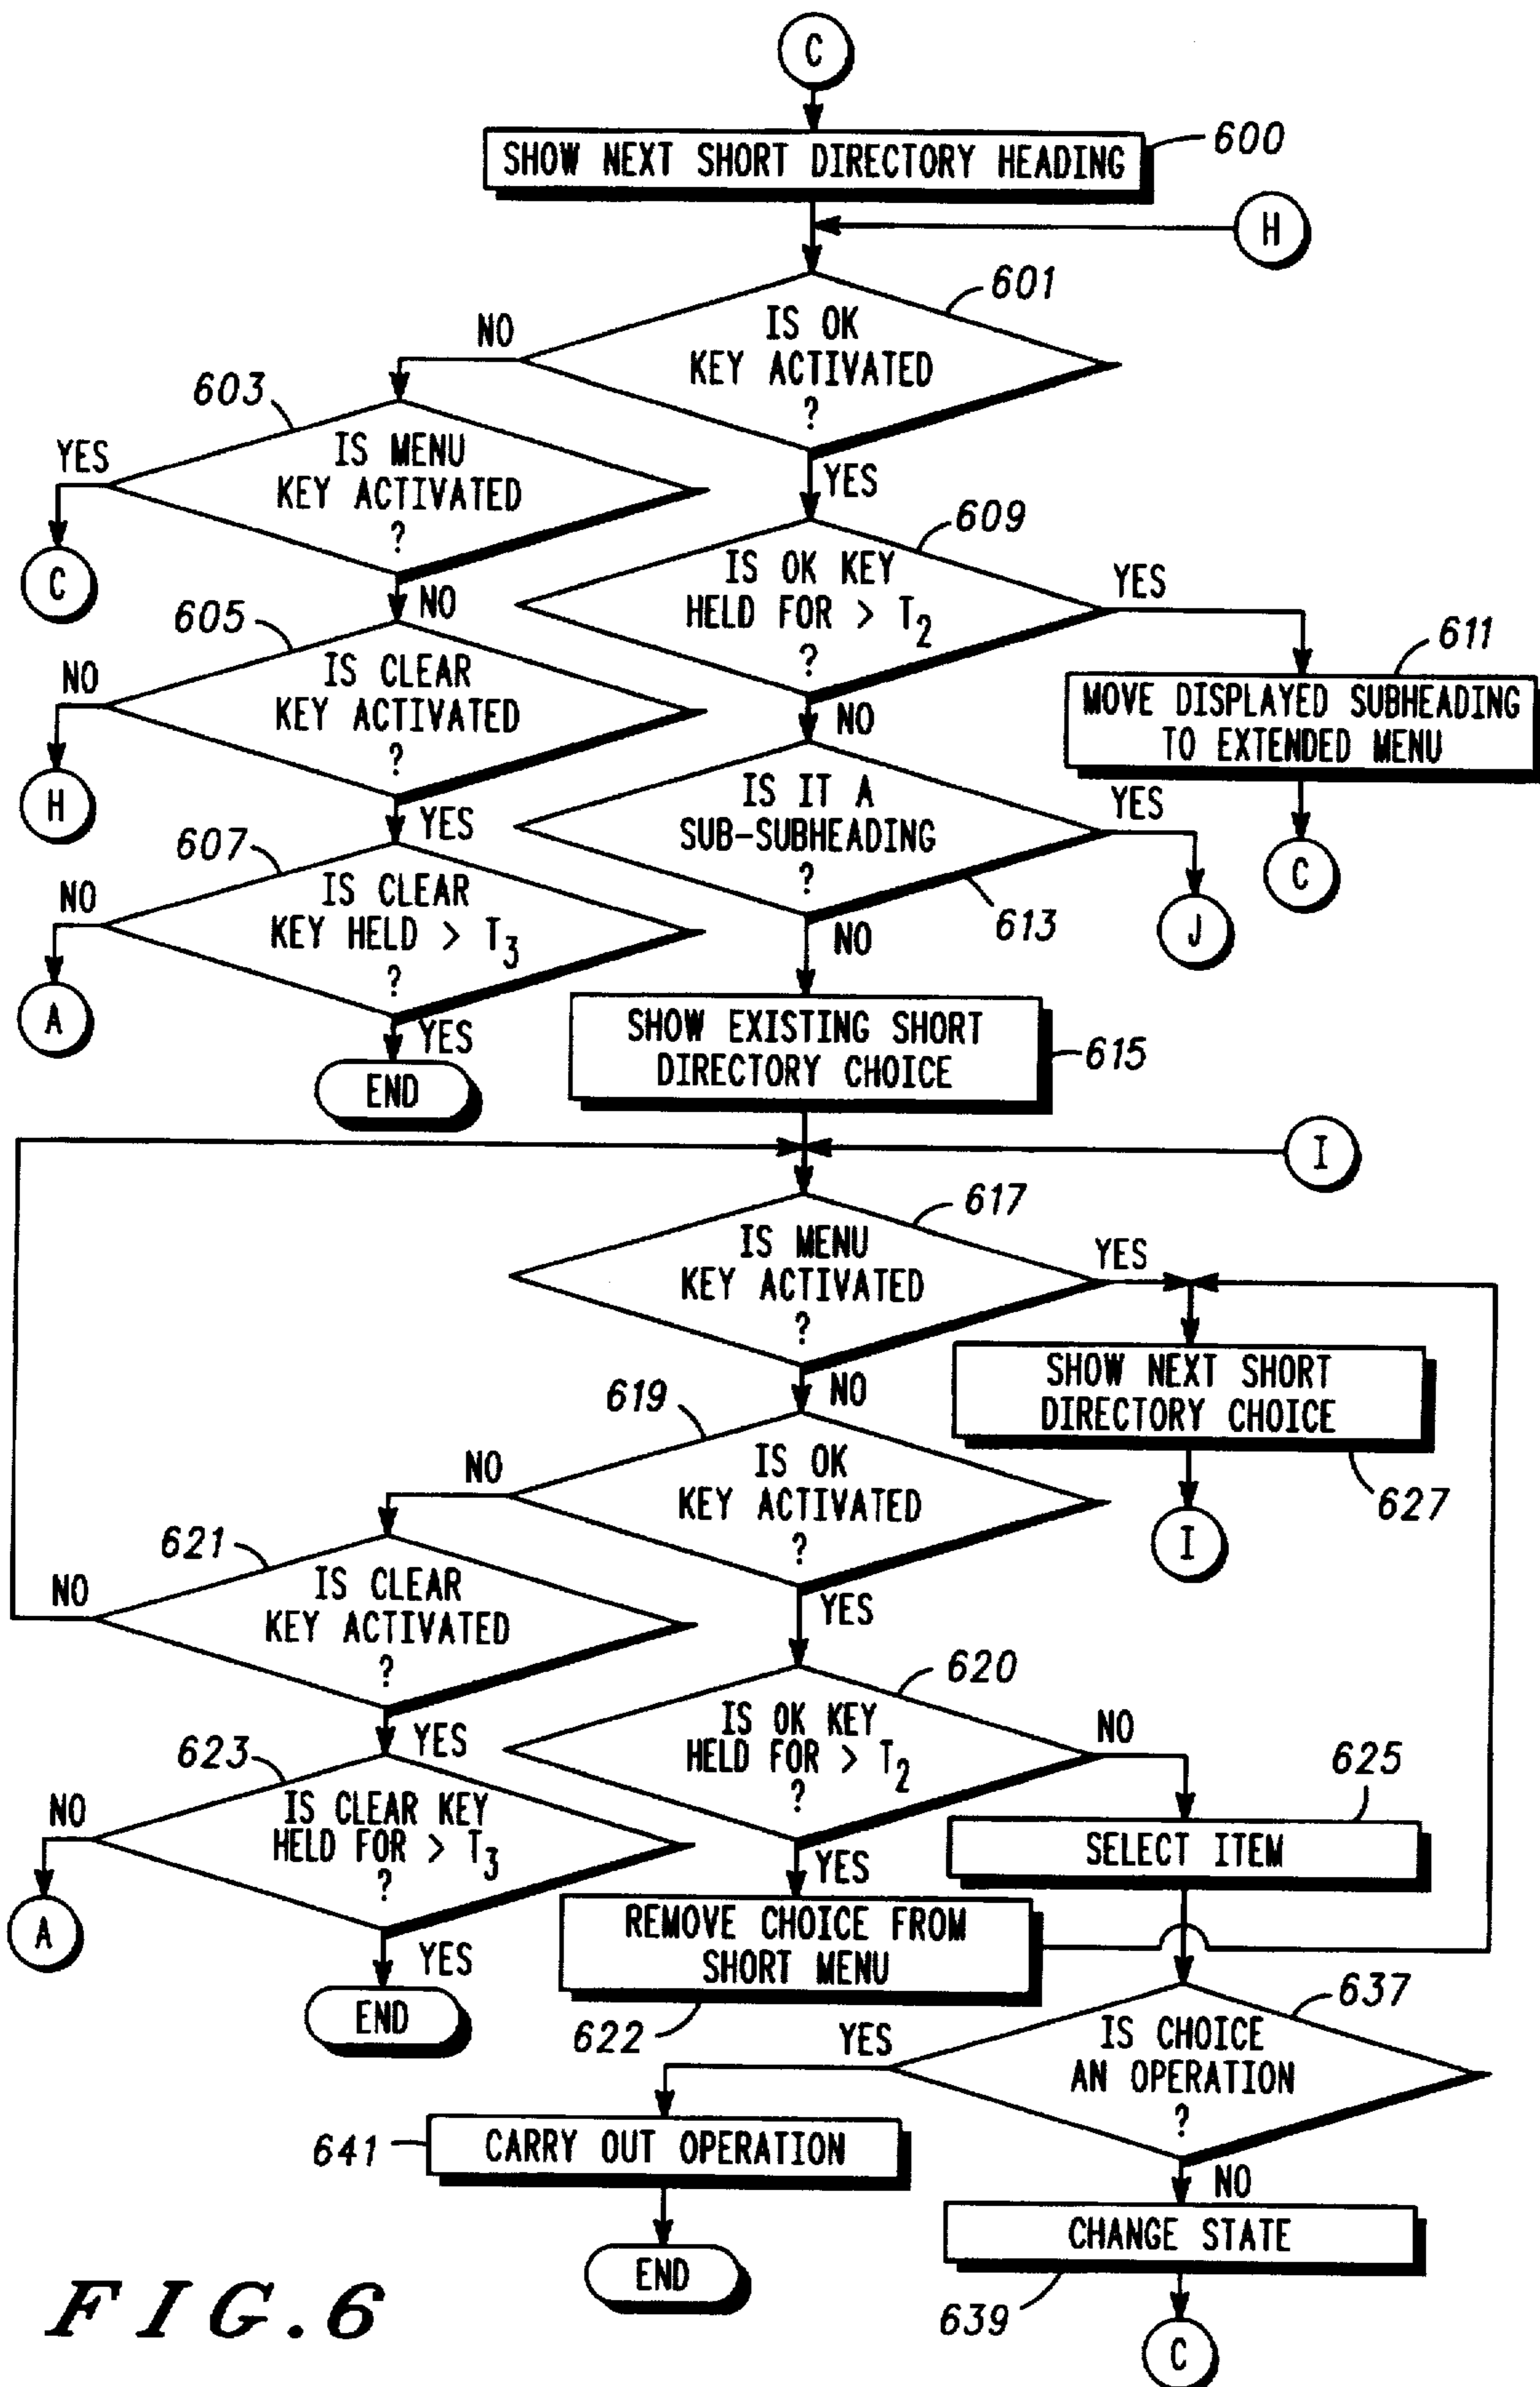 C
SHOW NEXT SHORT DIRECTORY HEADING
600
H
601
IS OK
KEY ACTIVATED
?
NO
YES
603
IS MENU
KEY ACTIVATED
?
YES
C
NO
609
IS OK KEY
HELD FOR > T2
?
YES
NO
611
MOVE DISPLAYED SUBHEADING
TO EXTENDED MENU
C
605
IS CLEAR
KEY ACTIVATED
?
NO
H
YES
IS IT A
SUB-SUBHEADING
?
YES
613
J
NO
607
IS CLEAR
KEY HELD > T3
?
NO
A
YES
END
SHOW EXISTING SHORT
DIRECTORY CHOICE
615
I
617
IS MENU
KEY ACTIVATED
?
YES
NO
SHOW NEXT SHORT
DIRECTORY CHOICE
627
I
619
IS OK
KEY ACTIVATED
?
NO
YES
621
IS CLEAR
KEY ACTIVATED
?
NO
YES
620
IS OK KEY
HELD FOR > T2
?
NO
YES
625
SELECT ITEM
623
IS CLEAR KEY
HELD FOR > T3
?
NO
A
YES
END
REMOVE CHOICE FROM
SHORT MENU
622
637
IS CHOICE
AN OPERATION
?
YES
NO
641
CARRY OUT OPERATION
END
CHANGE STATE
639
C
FIG.6